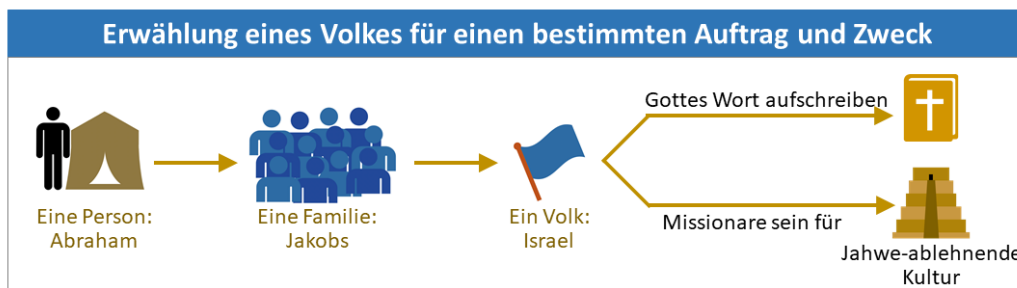 Erwählung eines Volkes für einen bestimmten Auftrag und Zweck
Gottes Wort aufschreiben
Eine Person:
Abraham
Eine Familie:
Jakobs
Ein Volk:
Israel
Missionare sein für
Jahwe-ablehnende
Kultur